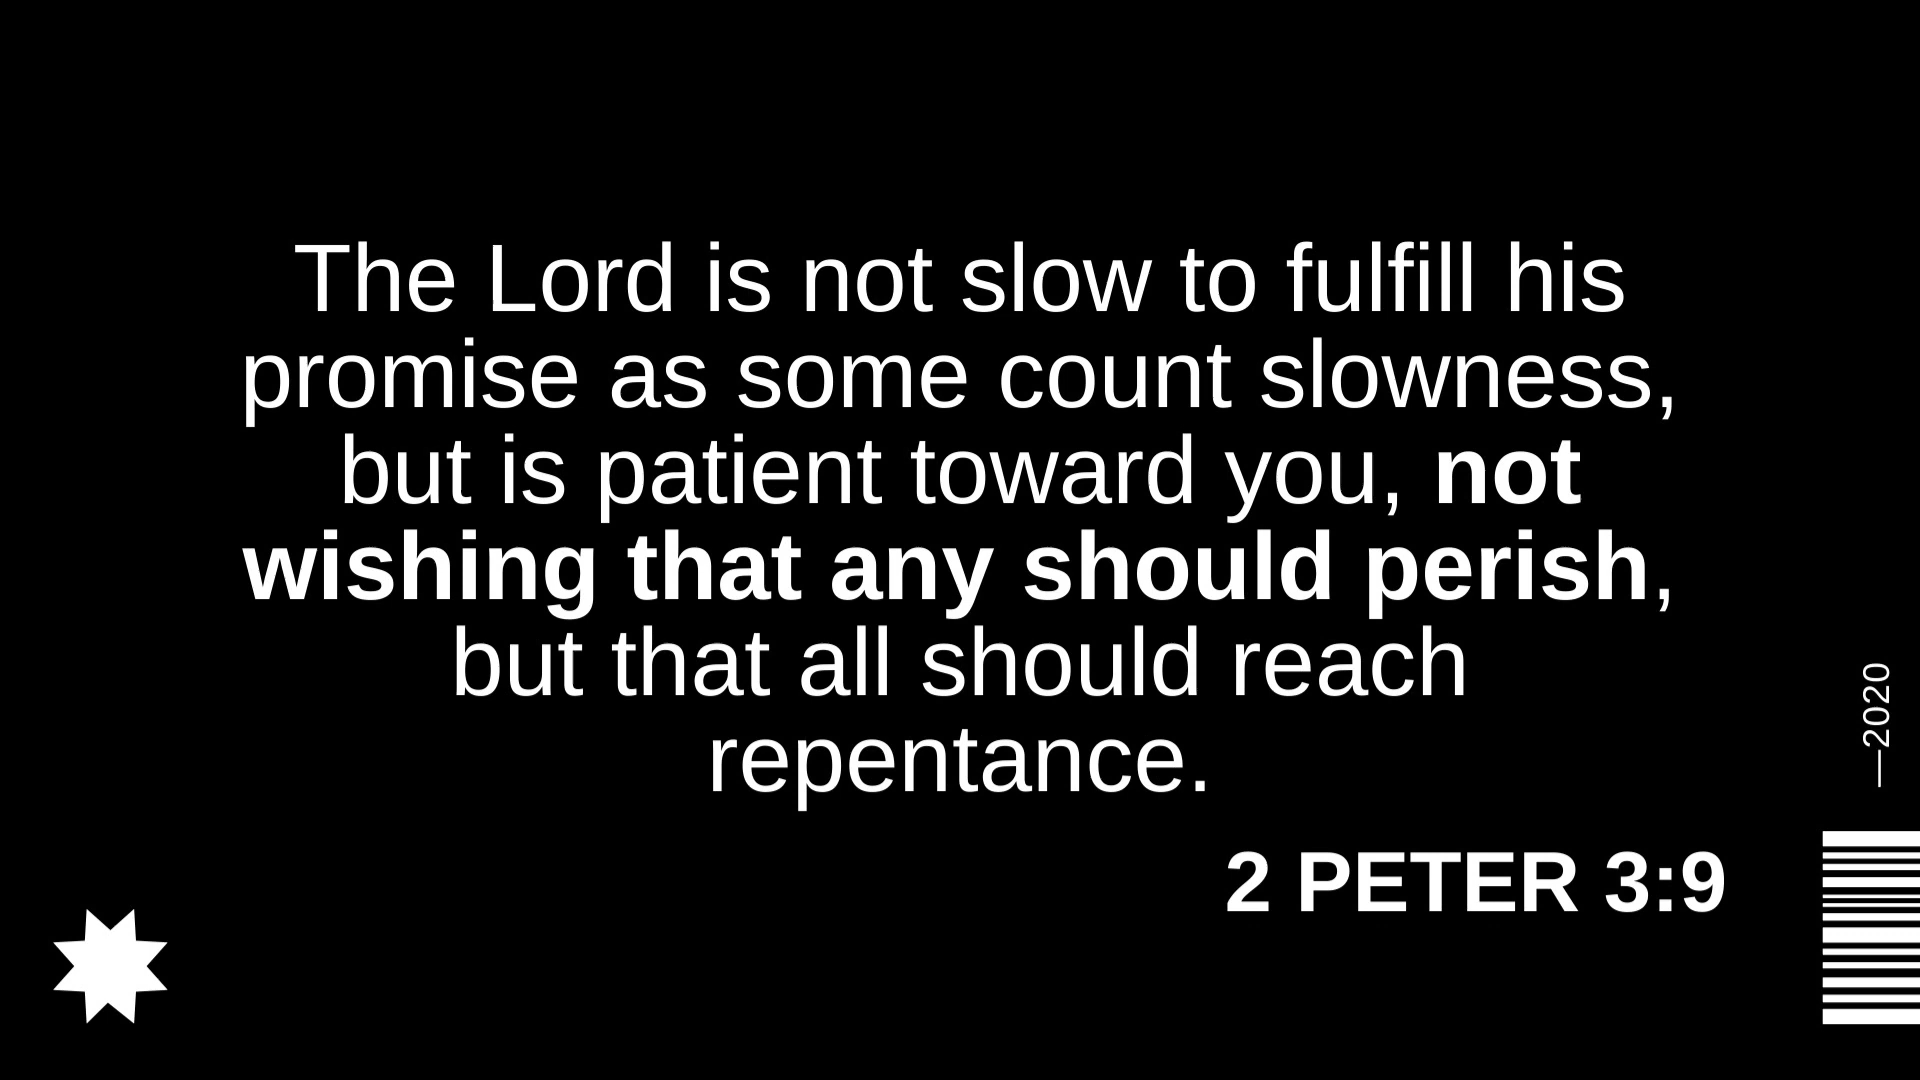 The Lord is not slow to fulfill his
promise as some count slowness,
but is patient toward you, not
wishing that any should perish,
but that all should reach
repentance.
2 PETER 3:9
—2020